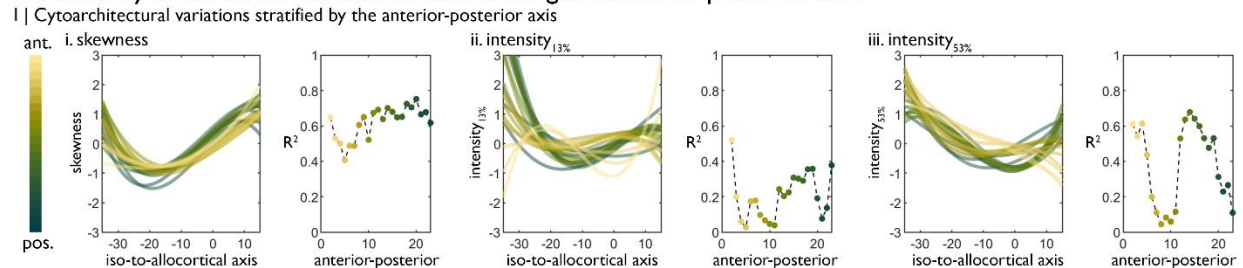 1 | Cytoarchitectural variations stratified by the anterior-posterior axis
ant.
pos.
i. skewness
skewness
3
2
1
0
-1
-2
-3
-30 -20 -10 0 10
iso-to-allocortical axis
R²
1
0.8
0.6
0.4
0.2
0
0 10 20
anterior-posterior
ii. intensity13%
intensity13%
3
2
1
0
-1
-2
-3
-30 -20 -10 0 10
iso-to-allocortical axis
R²
1
0.8
0.6
0.4
0.2
0
0 10 20
anterior-posterior
iii. intensity53%
intensity53%
3
2
1
0
-1
-2
-3
-30 -20 -10 0 10
iso-to-allocortical axis
R²
1
0.8
0.6
0.4
0.2
0
0 10 20
anterior-posterior